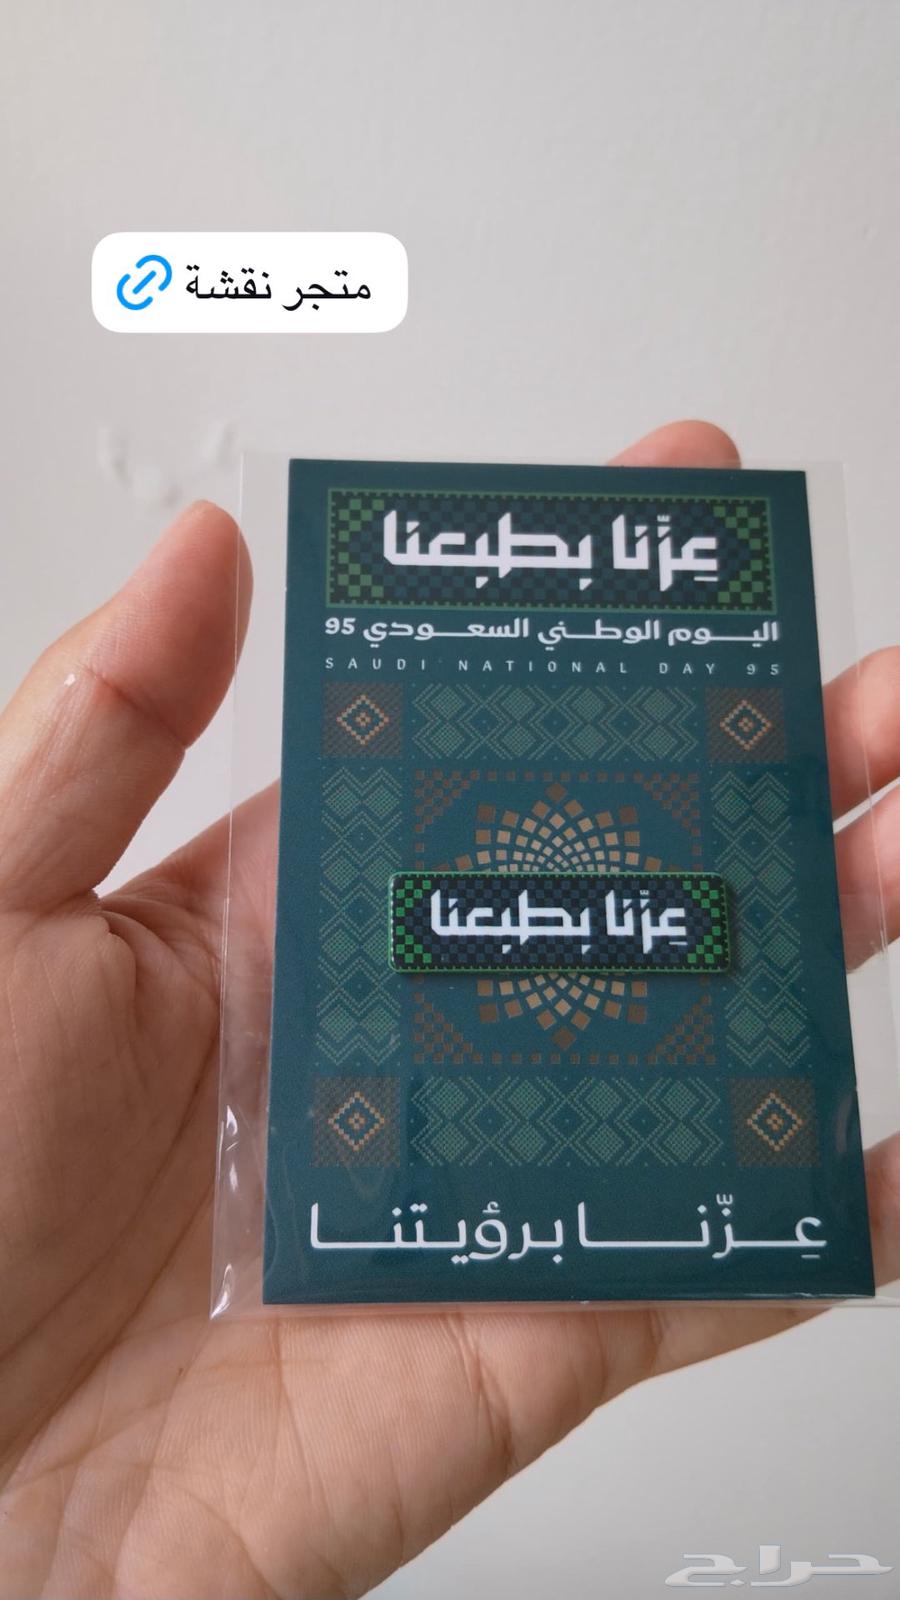 متجر نقشة
عِزّنا بطبعنا
اليوم الوطني السعودي 95
SAUDI NATIONAL DAY 95
عِزّنا بطبعنا
عِزّنا برؤيتنا
حراج